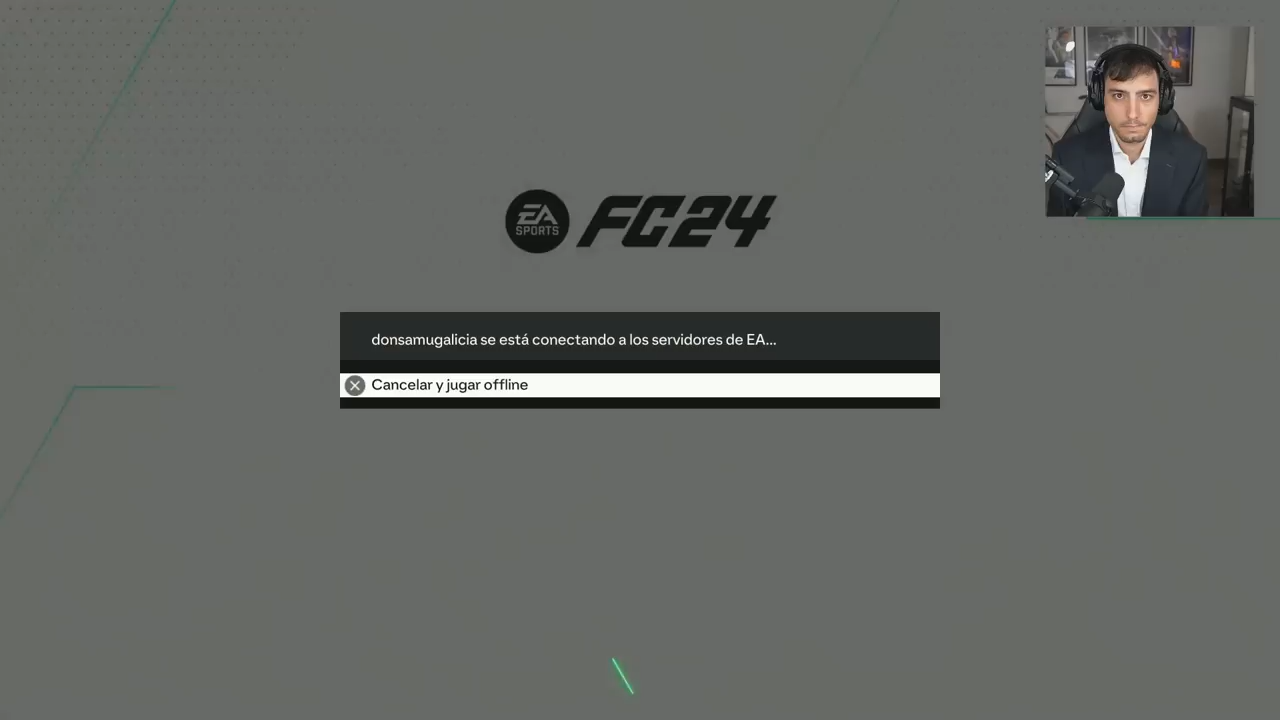 EA
SPORTS
FC24
donsamugalicia se está conectando a los servidores de EA...
Cancelar y jugar offline